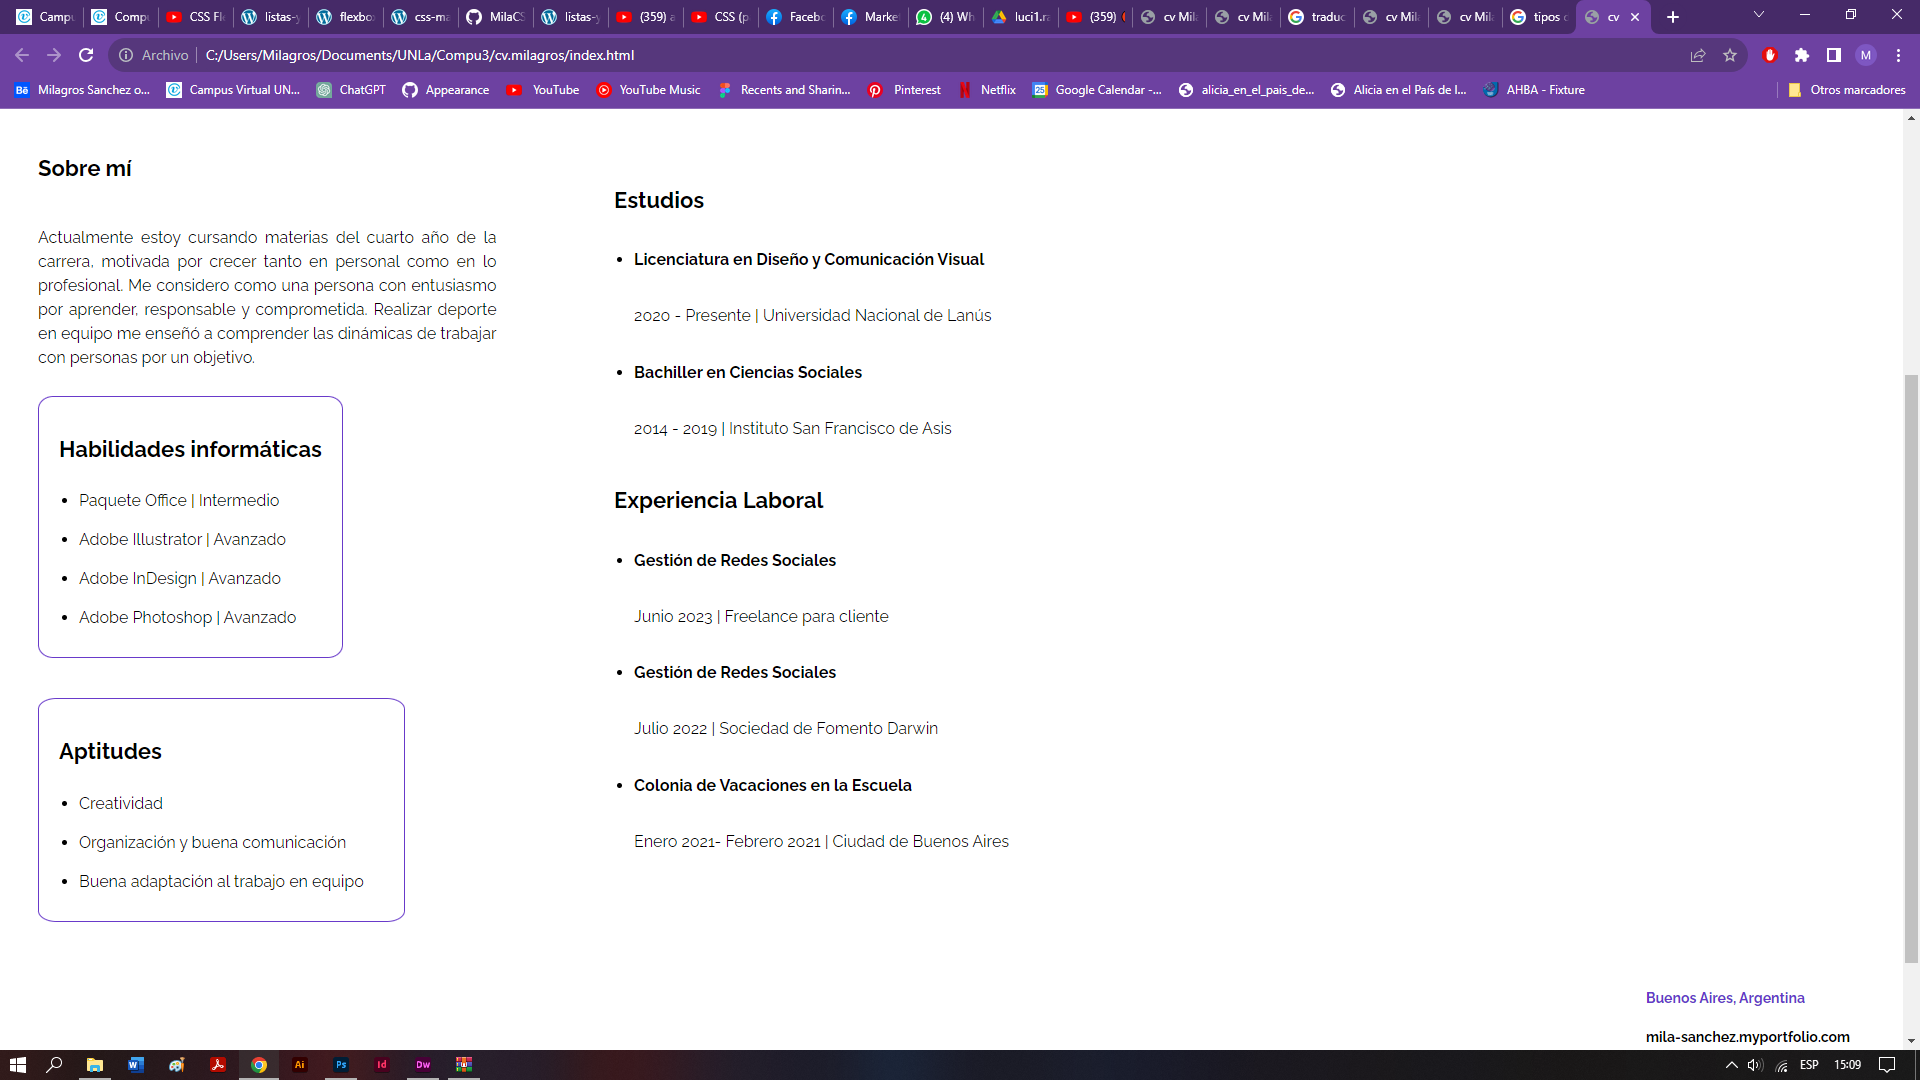 Campu
Compu
CSS Fle
listas-y
flexbo
css-ma
MilaCS
listas-y
(359) a
CSS (p
Facebo
Marke
(4) Wh
luci1.ra
(359)
cv Mila
cv Mila
traduc
cv Mila
cv Mila
tipos
cv
Archivo
C:/Users/Milagros/Documents/UNLa/Compu3/cv.milagros/index.html
M
Milagros Sanchez o...
Campus Virtual UN...
ChatGPT
Appearance
YouTube
YouTube Music
Recents and Sharin...
Pinterest
Netflix
Google Calendar -...
alicia_en_el_pais_de...
Alicia en el País de l...
AHBA - Fixture
Otros marcadores
Sobre mí
Actualmente estoy cursando materias del cuarto año de la
carrera, motivada por crecer tanto en personal como en lo
profesional. Me considero como una persona con entusiasmo
por aprender, responsable y comprometida. Realizar deporte
en equipo me enseñó a comprender las dinámicas de trabajar
con personas por un objetivo.
Habilidades informáticas
Paquete Office | Intermedio
Adobe Illustrator | Avanzado
Adobe InDesign | Avanzado
Adobe Photoshop | Avanzado
Aptitudes
Creatividad
Organización y buena comunicación
Buena adaptación al trabajo en equipo
Estudios
Licenciatura en Diseño y Comunicación Visual
2020 - Presente | Universidad Nacional de Lanús
Bachiller en Ciencias Sociales
2014 - 2019 | Instituto San Francisco de Asis
Experiencia Laboral
Gestión de Redes Sociales
Junio 2023 | Freelance para cliente
Gestión de Redes Sociales
Julio 2022 | Sociedad de Fomento Darwin
Colonia de Vacaciones en la Escuela
Enero 2021- Febrero 2021 | Ciudad de Buenos Aires
Buenos Aires, Argentina
mila-sanchez.myportfolio.com
ESP
15:09